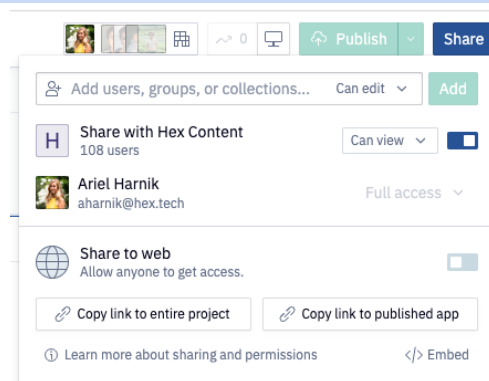 0
Publish
Share
Add users, groups, or collections...
Can edit
Add
H
Share with Hex Content
108 users
Can view
Ariel Harnik
aharnik@hex.tech
Full access
Share to web
Allow anyone to get access.
Copy link to entire project
Copy link to published app
Learn more about sharing and permissions
</> Embed